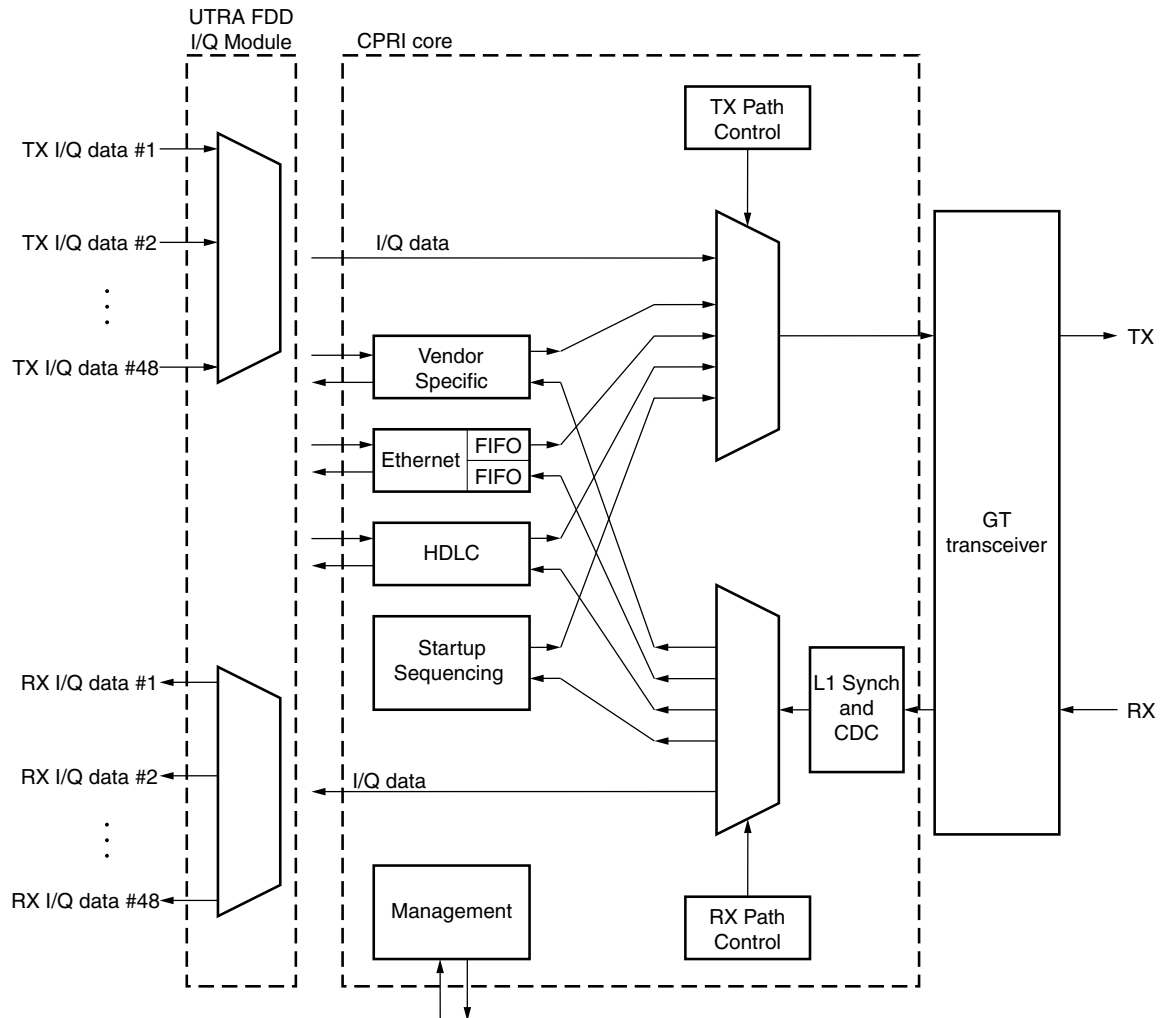 UTRA FDD
I/Q Module
CPRI core
TX Path
Control
TX I/Q data #1
TX I/Q data #2
TX I/Q data #48
I/Q data
Vendor
Specific
TX
Ethernet
FIFO
FIFO
HDLC
GT
transceiver
Startup
Sequencing
RX I/Q data #1
L1 Synch
and
CDC
RX
RX I/Q data #2
I/Q data
RX I/Q data #48
Management
RX Path
Control